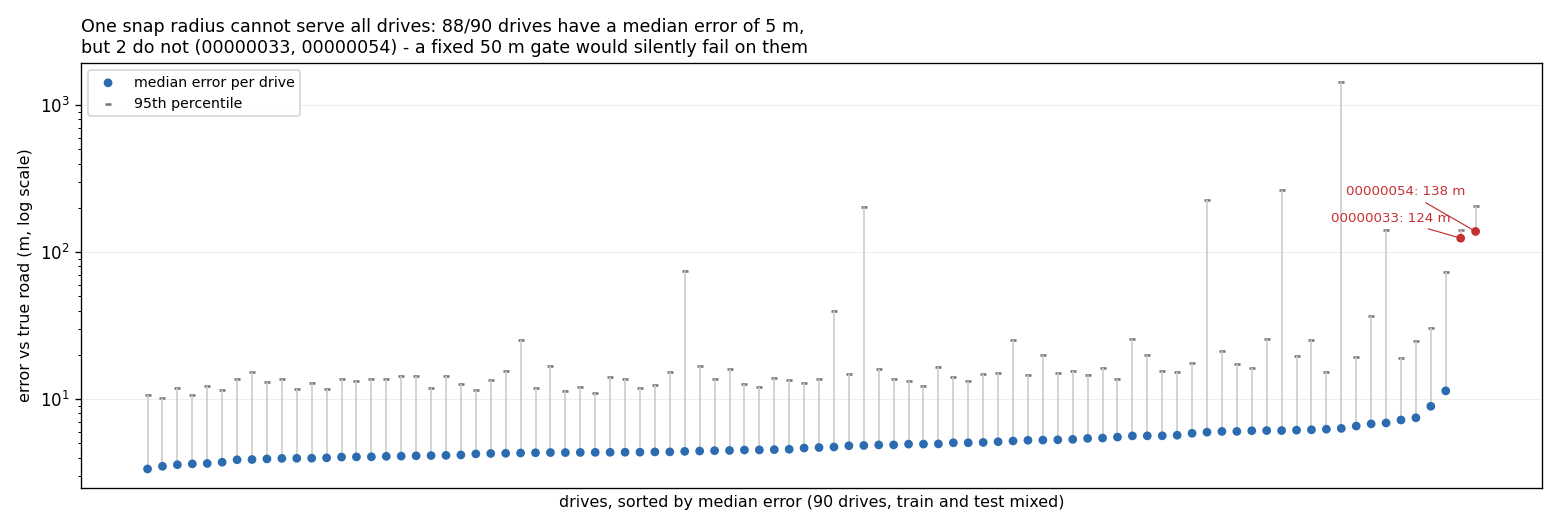 One snap radius cannot serve all drives: 88/90 drives have a median error of 5 m,
but 2 do not (00000033, 00000054) - a fixed 50 m gate would silently fail on them
median error per drive
95th percentile
10³
10²
10¹
error vs true road (m, log scale)
00000054: 138 m
00000033: 124 m
drives, sorted by median error (90 drives, train and test mixed)